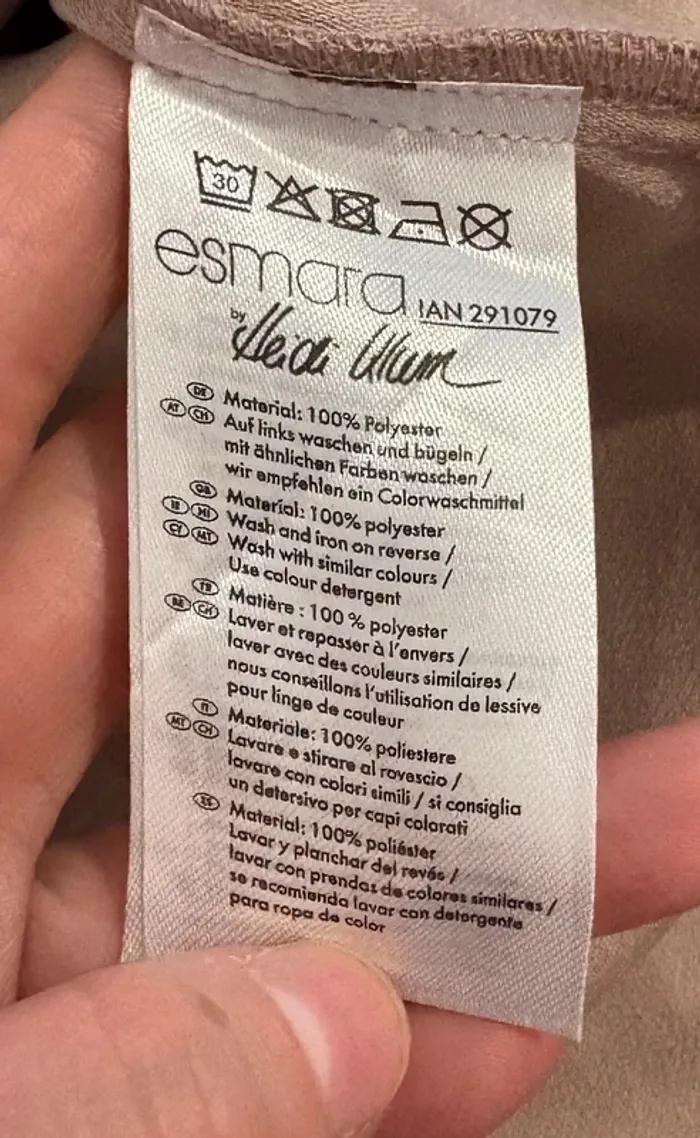 30
esmara IAN 291079
by Heidi Klum
DE Material: 100% Polyester
AT CH Auf links waschen und bügeln /
mit ähnlichen Farben waschen /
wir empfehlen ein Colorwaschmittel
GB Material: 100% polyester
IE NI Wash and iron on reverse /
CY MT Wash with similar colours /
Use colour detergent
FR Matière : 100 % polyester
BE CH Laver et repasser à l'envers /
laver avec des couleurs similaires /
nous conseillons l'utilisation de lessive
pour linge de couleur
IT Materiale: 100% poliestere
MT CH Lavare e stirare al rovescio /
lavare con colori simili / si consiglia
un detersivo per capi colorati
ES Material: 100% poliéster
Lavar y planchar del revés /
lavar con prendas de colores similares /
se recomienda lavar con detergente
para ropa de color